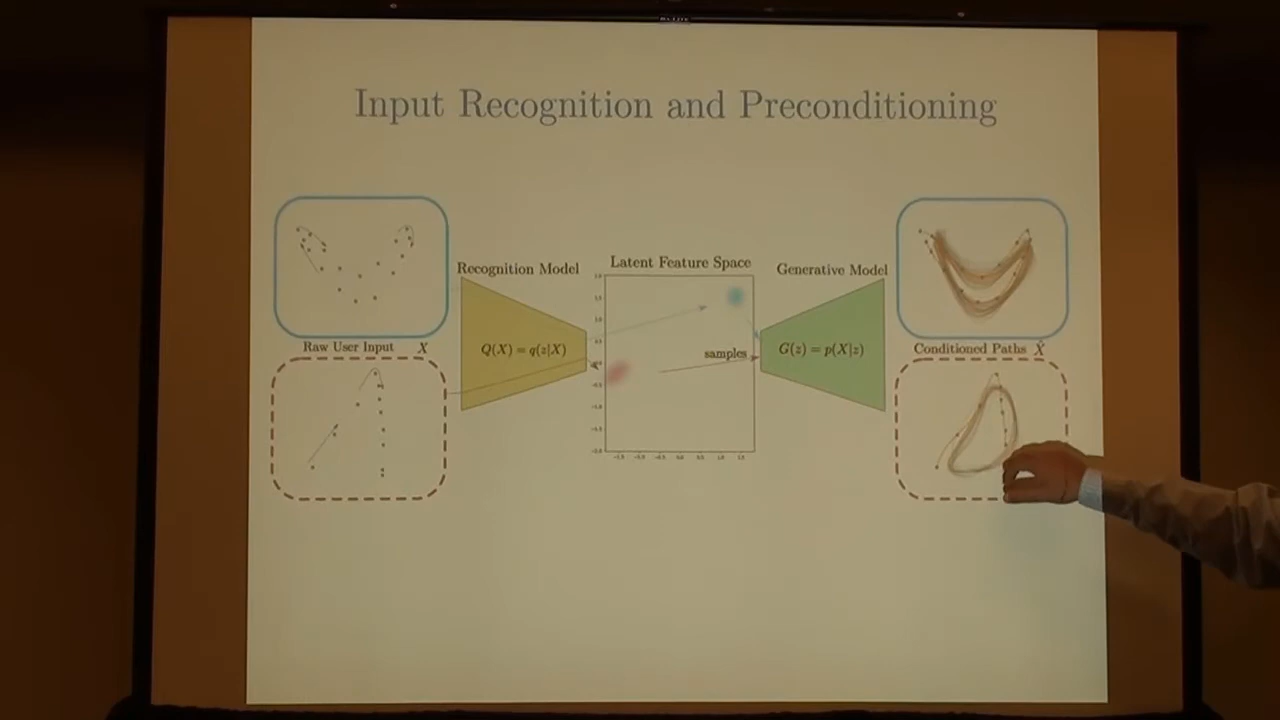 Input Recognition and Preconditioning
Recognition Model
Latent Feature Space
Generative Model
Q(X) = q(z|X)
samples
G(z) = p(X|z)
Raw User Input X
Conditioned Paths X̂